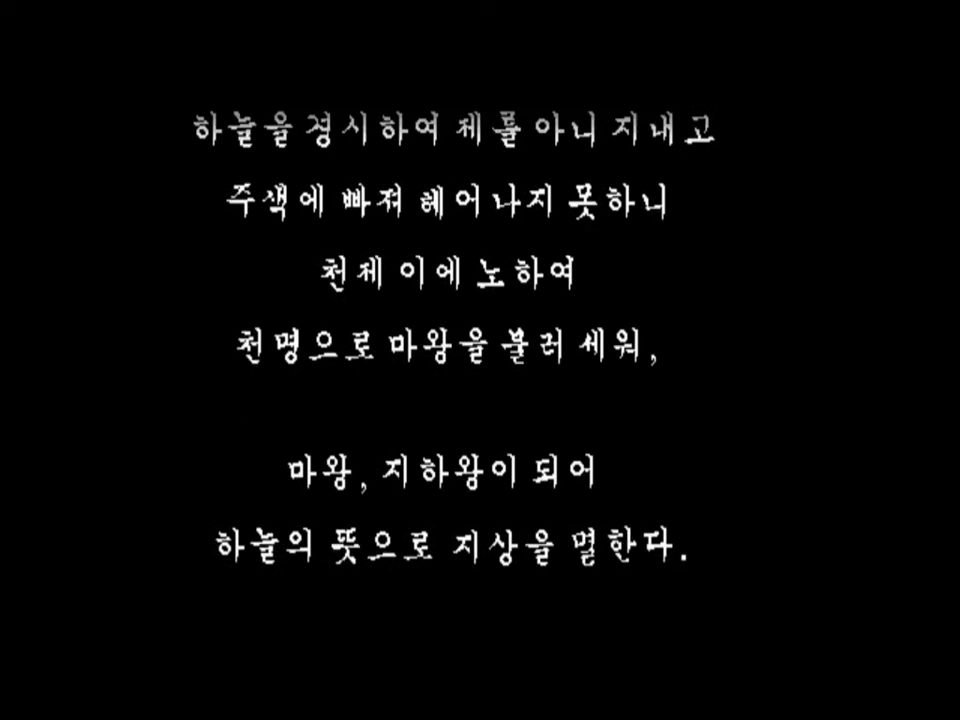 하늘을 경시하여 제를 아니 지내고
주색에 빠져 헤어나지 못하니
천제 이에 노하여
천명으로 마왕을 불러 세워,
마왕, 지하왕이 되어
하늘의 뜻으로 지상을 멸한다.